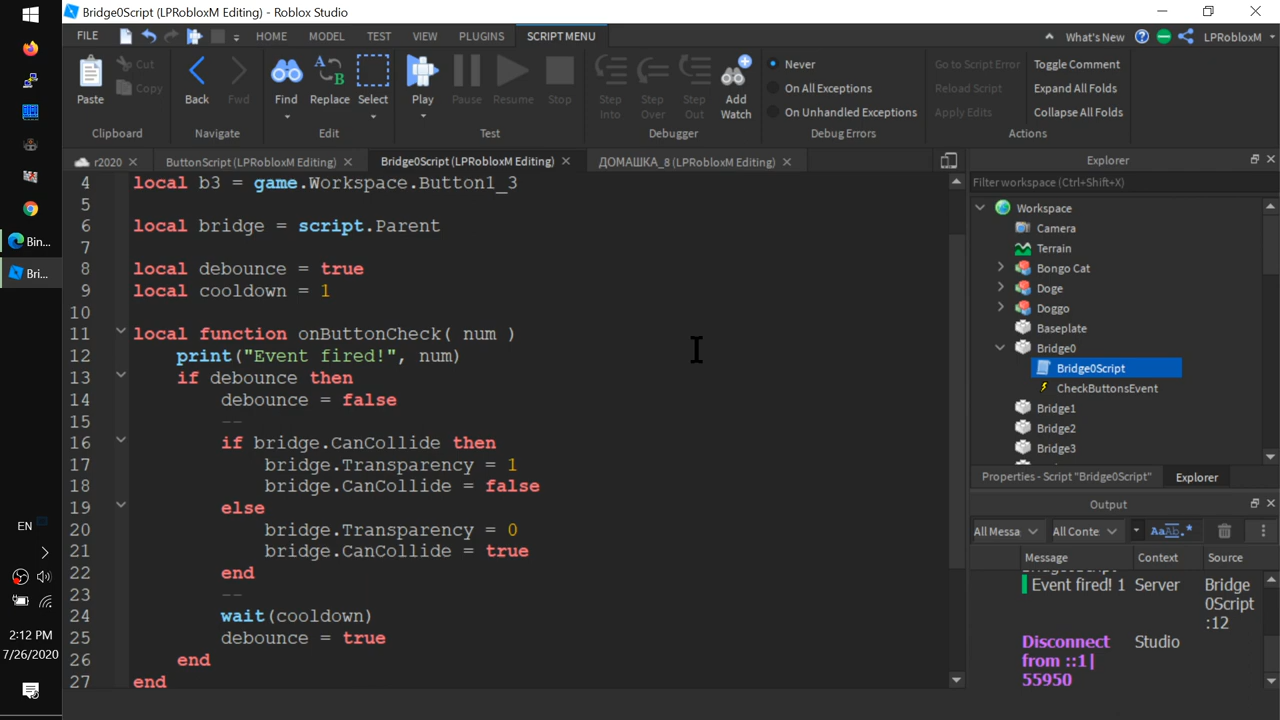 Bridge0Script (LPRobloxM Editing) - Roblox Studio
FILE HOME MODEL TEST VIEW PLUGINS SCRIPT MENU What's New LPRobloxM
Paste Cut Copy Back Fwd Find Replace Select Play Pause Resume Stop Step Into Step Over Step Out Add Watch
Never
On All Exceptions
On Unhandled Exceptions
Go to Script Error
Reload Script
Apply Edits
Toggle Comment
Expand All Folds
Collapse All Folds
Clipboard Navigate Edit Test Debugger Debug Errors Actions
r2020 ButtonScript (LPRobloxM Editing) Bridge0Script (LPRobloxM Editing) ДОМАШКА_8 (LPRobloxM Editing)
4 local b3 = game.Workspace.Button1_3
5
6 local bridge = script.Parent
7
8 local debounce = true
9 local cooldown = 1
10
11 local function onButtonCheck( num )
12 print("Event fired!", num)
13 if debounce then
14 debounce = false
15 --
16 if bridge.CanCollide then
17 bridge.Transparency = 1
18 bridge.CanCollide = false
19 else
20 bridge.Transparency = 0
21 bridge.CanCollide = true
22 end
23 --
24 wait(cooldown)
25 debounce = true
26 end
27 end
Explorer
Filter workspace (Ctrl+Shift+X)
Workspace
Camera
Terrain
Bongo Cat
Doge
Doggo
Baseplate
Bridge0
Bridge0Script
CheckButtonsEvent
Bridge1
Bridge2
Bridge3
Properties - Script "Bridge0Script" Explorer
Output
All Messa All Conte AaAb.*
Message Context Source
Event fired! 1 Server Bridge
0Script
:12
Disconnect Studio
from ::1|
55950
Bin...
Bri...
EN
2:12 PM
7/26/2020